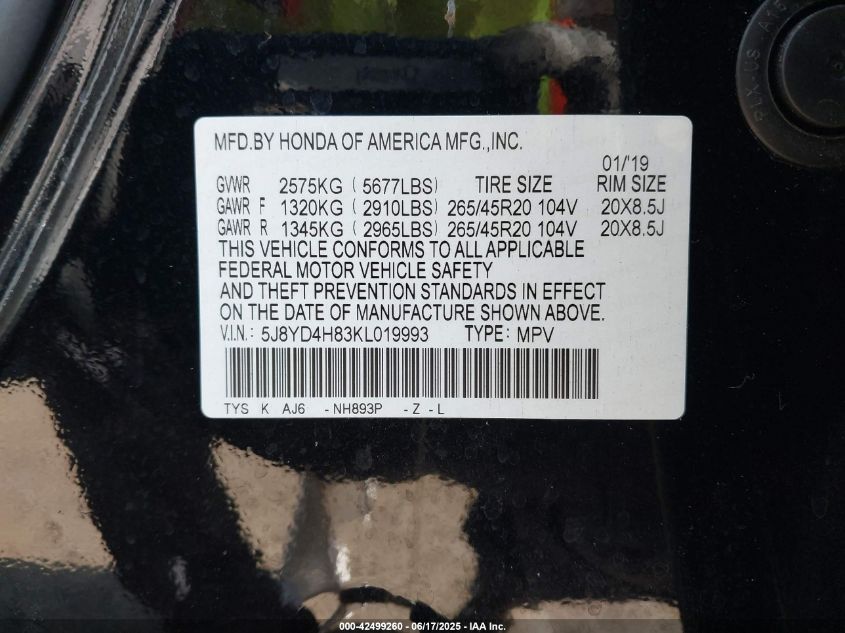 MFD.BY HONDA OF AMERICA MFG.,INC.
01/'19
GVWR 2575KG ( 5677LBS) TIRE SIZE RIM SIZE
GAWR F 1320KG ( 2910LBS) 265/45R20 104V 20X8.5J
GAWR R 1345KG ( 2965LBS) 265/45R20 104V 20X8.5J
THIS VEHICLE CONFORMS TO ALL APPLICABLE
FEDERAL MOTOR VEHICLE SAFETY
AND THEFT PREVENTION STANDARDS IN EFFECT
ON THE DATE OF MANUFACTURE SHOWN ABOVE.
V.I.N.: 5J8YD4H83KL019993 TYPE: MPV
TYS K AJ6 -NH893P -Z -L
000-42499260 - 06/17/2025 - IAA Inc.